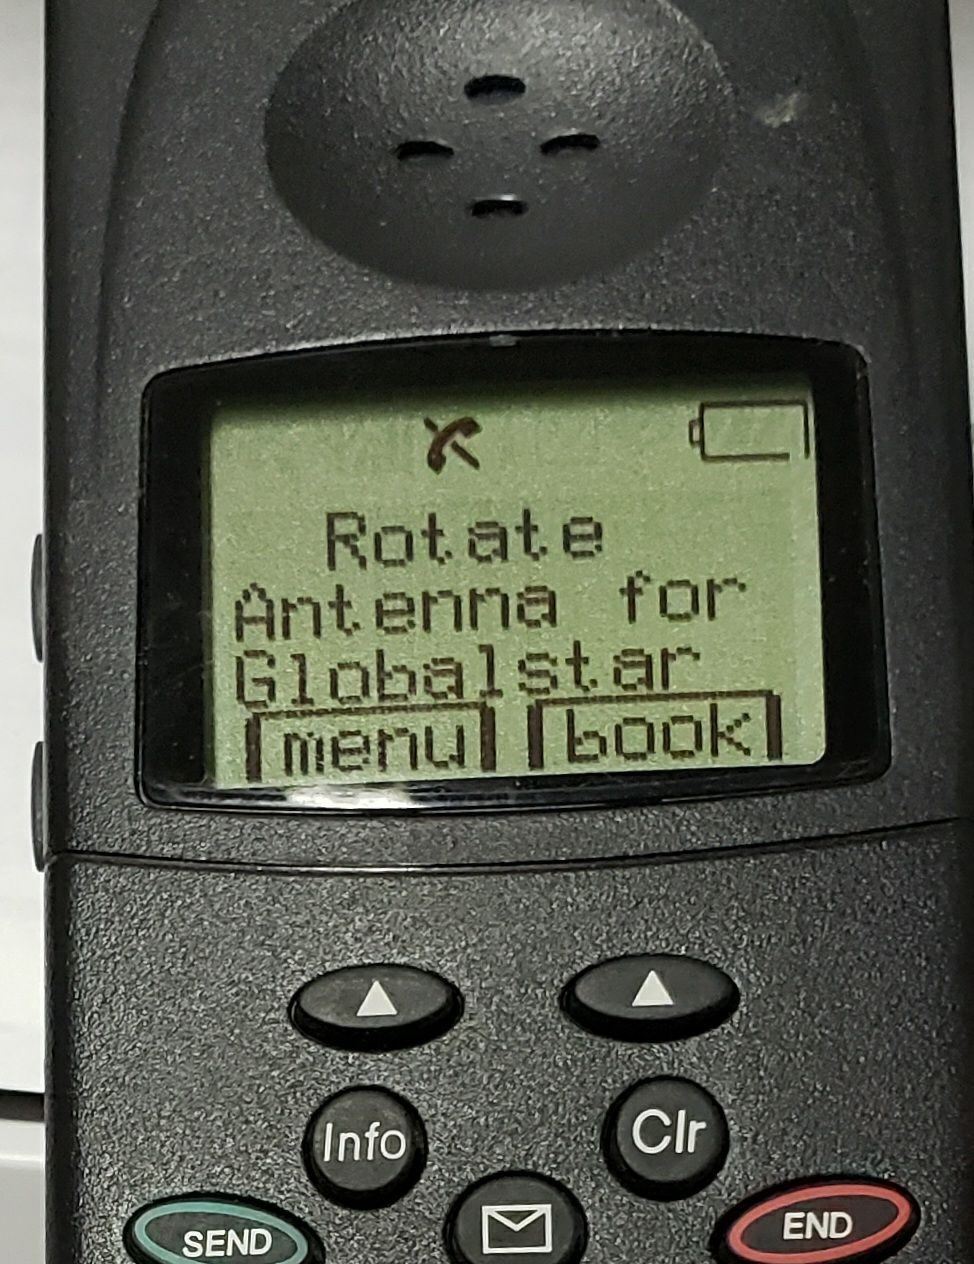 Rotate
Antenna for
Globalstar
menu book
Info Clr
SEND END